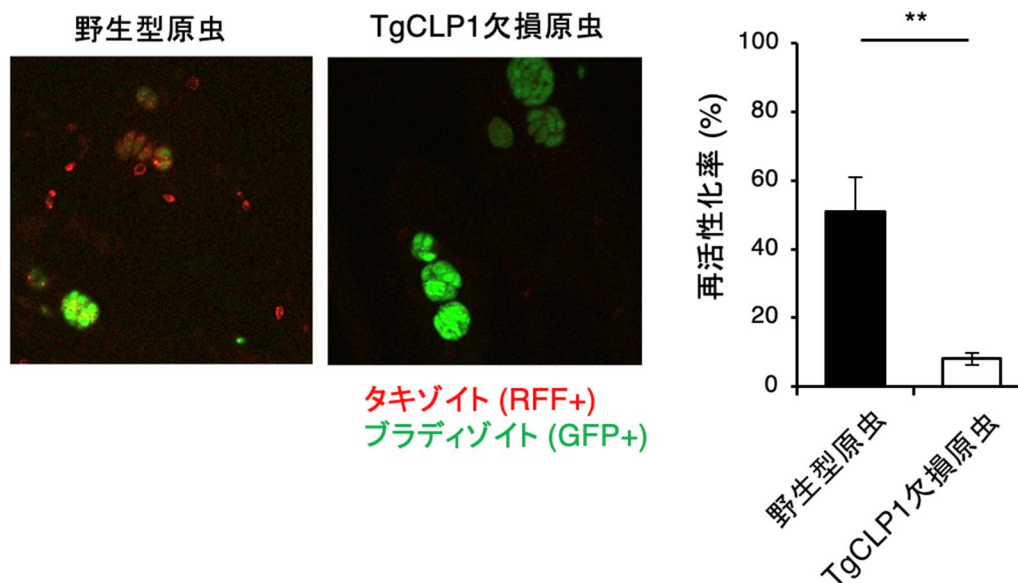 野生型原虫
TgCLP1欠損原虫
タキゾイト (RFF+)
ブラディゾイト (GFP+)
**
再活性化率 (%)
100
80
60
40
20
0
野生型原虫
TgCLP1欠損原虫